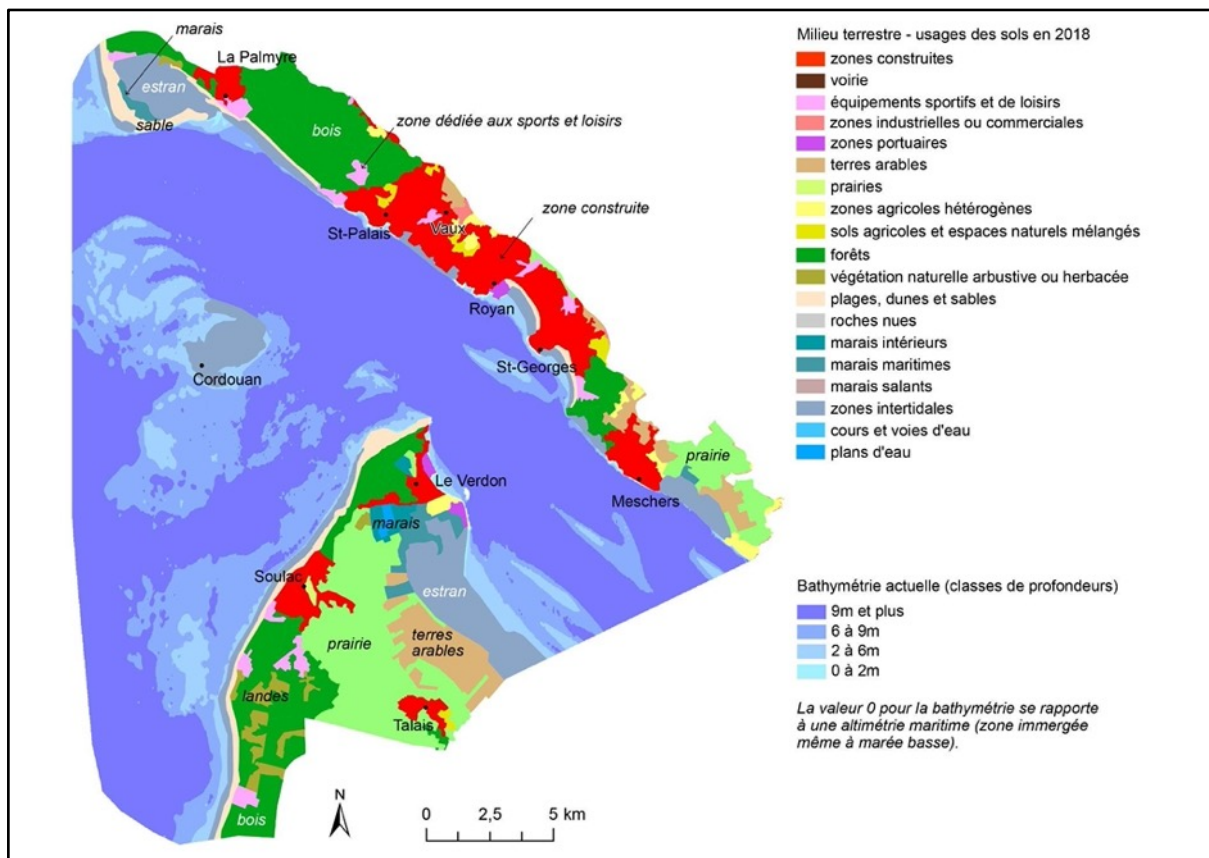 marais
La Palmyre
estran
sable
bois
zone dédiée aux sports et loisirs
zone construite
St-Palais
Vaux
Royan
St-Georges
Cordouan
Meschers
prairie
Le Verdon
marais
Soulac
estran
prairie
terres
arables
landes
Talais
bois
N
0 2,5 5 km
Milieu terrestre - usages des sols en 2018
zones construites
voirie
équipements sportifs et de loisirs
zones industrielles ou commerciales
zones portuaires
terres arables
prairies
zones agricoles hétérogènes
sols agricoles et espaces naturels mélangés
forêts
végétation naturelle arbustive ou herbacée
plages, dunes et sables
roches nues
marais intérieurs
marais maritimes
marais salants
zones intertidales
cours et voies d'eau
plans d'eau
Bathymétrie actuelle (classes de profondeurs)
9m et plus
6 à 9m
2 à 6m
0 à 2m
La valeur 0 pour la bathymétrie se rapporte
à une altimétrie maritime (zone immergée
même à marée basse).